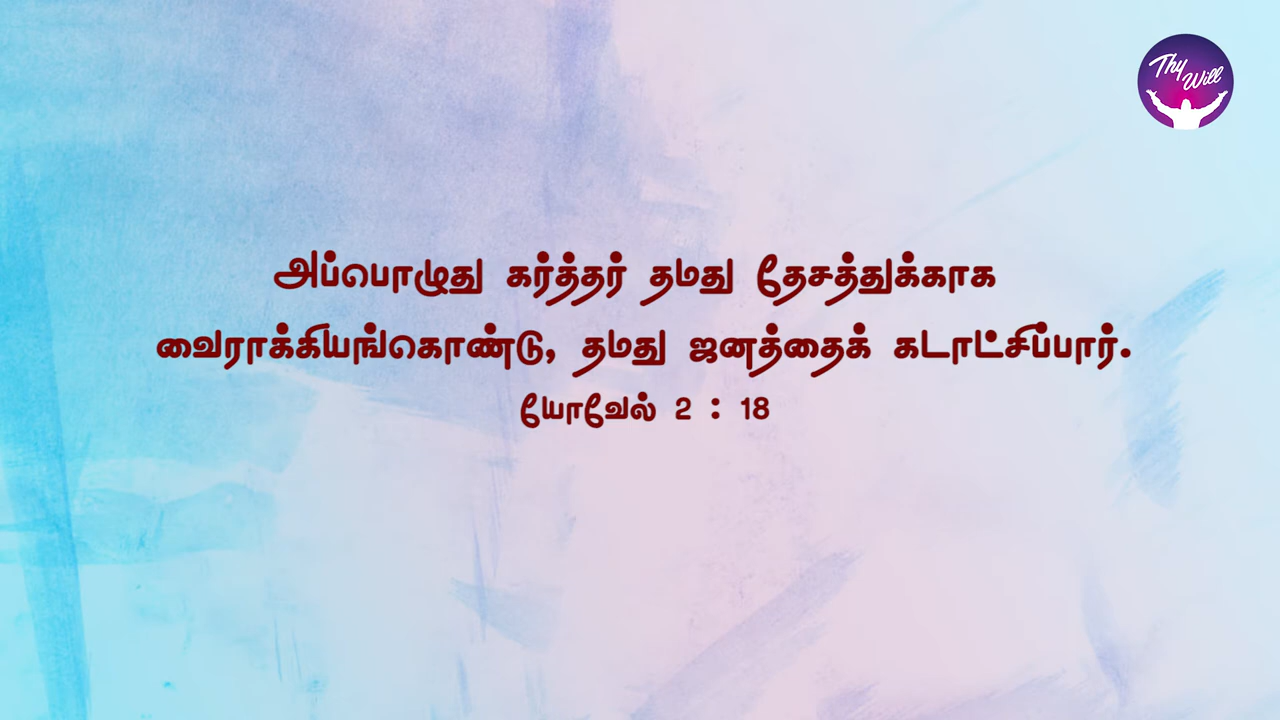 Thy
Will
அப்பொழுது கர்த்தர் தமது தேசத்துக்காக
வைராக்கியங்கொண்டு, தமது ஜனத்தைக் கடாட்சிப்பார்.
யோவேல் 2 : 18